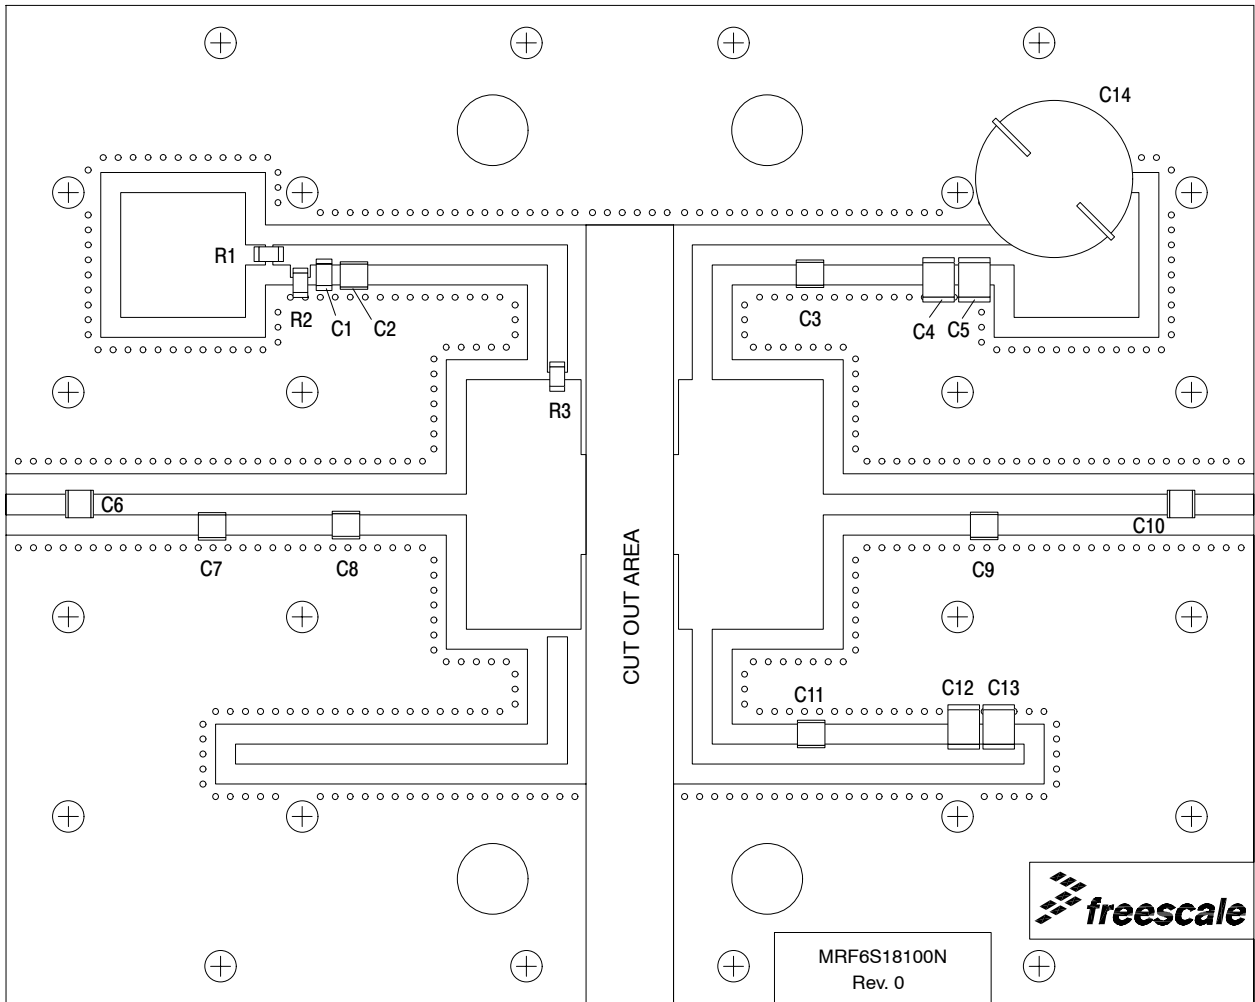 C14
R1
R2
C1
C2
C3
C4
C5
R3
C6
C7
C8
C9
C10
CUT OUT AREA
C11
C12
C13
freescale
MRF6S18100N
Rev. 0